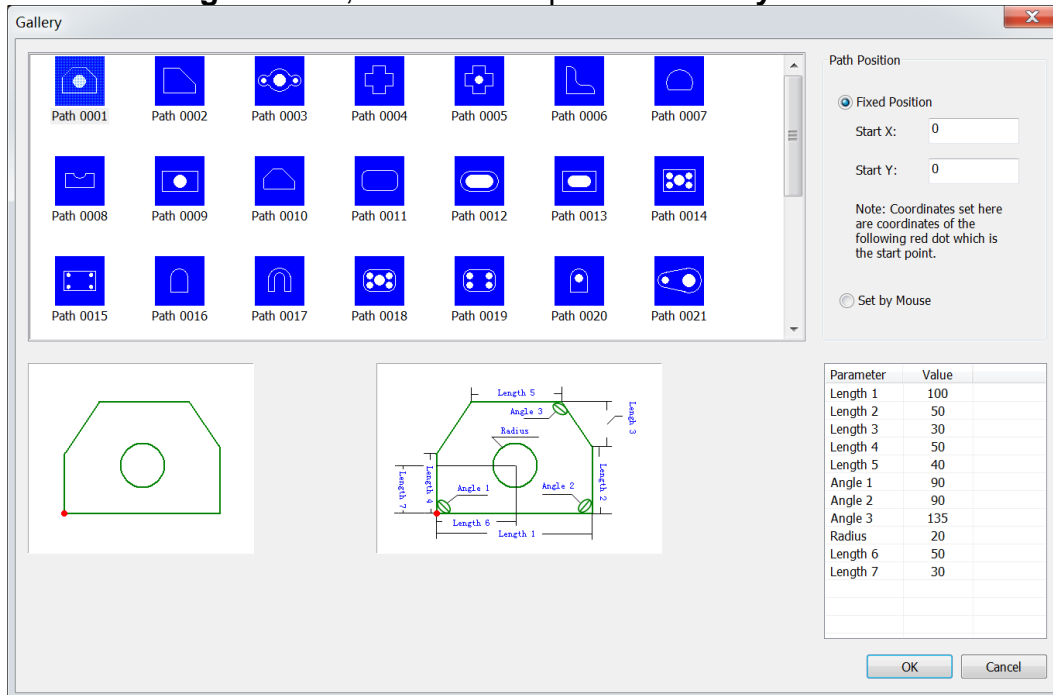 Gallery
Path 0001 Path 0002 Path 0003 Path 0004 Path 0005 Path 0006 Path 0007
Path 0008 Path 0009 Path 0010 Path 0011 Path 0012 Path 0013 Path 0014
Path 0015 Path 0016 Path 0017 Path 0018 Path 0019 Path 0020 Path 0021
Path Position
Fixed Position
Start X: 0
Start Y: 0
Note: Coordinates set here
are coordinates of the
following red dot which is
the start point.
Set by Mouse
Length 5
Angle 3
Lengh 3
Radius
Length 7
Length 4
Angle 1
Angle 2
Length 2
Length 6
Length 1
Parameter Value
Length 1 100
Length 2 50
Length 3 30
Length 4 50
Length 5 40
Angle 1 90
Angle 2 90
Angle 3 135
Radius 20
Length 6 50
Length 7 30
OK Cancel